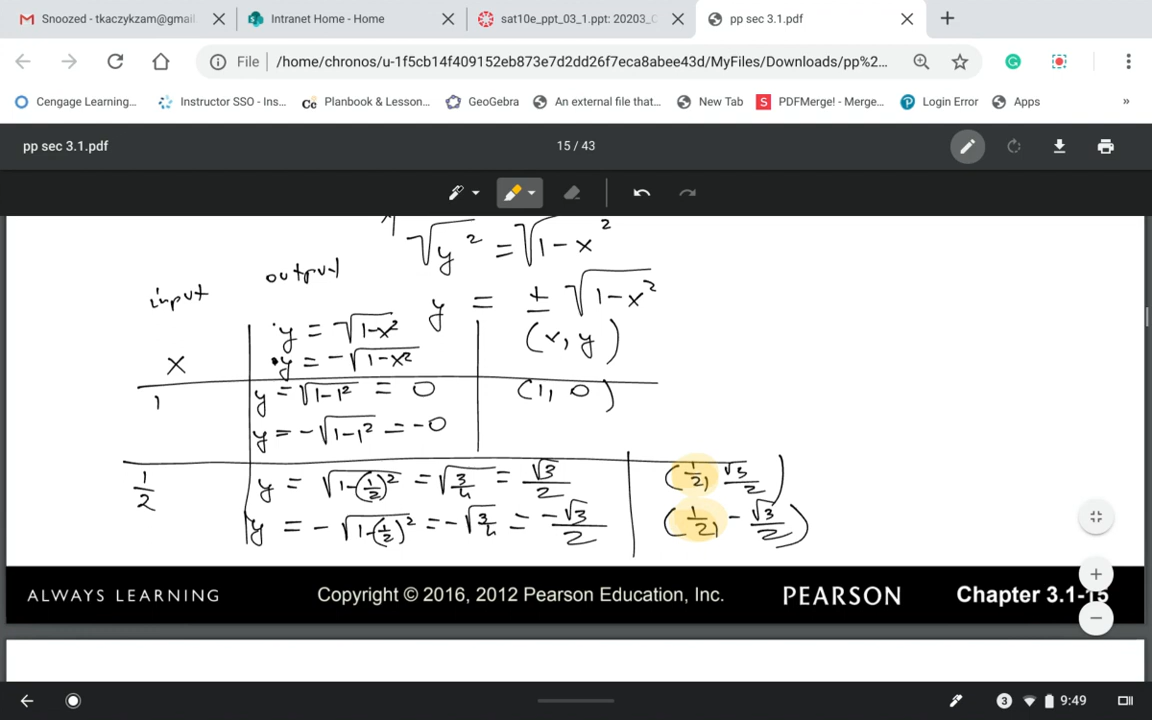 Snoozed - tkaczykzam@gmail
Intranet Home - Home
sat10e_ppt_03_1.ppt: 20203_C
pp sec 3.1.pdf
File /home/chronos/u-1f5cb14f409152eb873e7d2dd26f7eca8abee43d/MyFiles/Downloads/pp%2...
Cengage Learning... Instructor SSO - Ins... Planbook & Lesson... GeoGebra An external file that... New Tab PDFMerge! - Merge... Login Error Apps »
pp sec 3.1.pdf 15 / 43
√y² = √1-x²
input output y = ± √1-x²
x y = √1-x² (x, y)
y = -√1-x²
1 y = √1-1² = 0 (1, 0)
y = -√1-1² = -0
1/2 y = √1-(1/2)² = √3/4 = √3/2 (1/2, √3/2)
y = -√1-(1/2)² = -√3/4 = -√3/2 (1/2, -√3/2)
ALWAYS LEARNING Copyright © 2016, 2012 Pearson Education, Inc. PEARSON Chapter 3.1-15
3 9:49